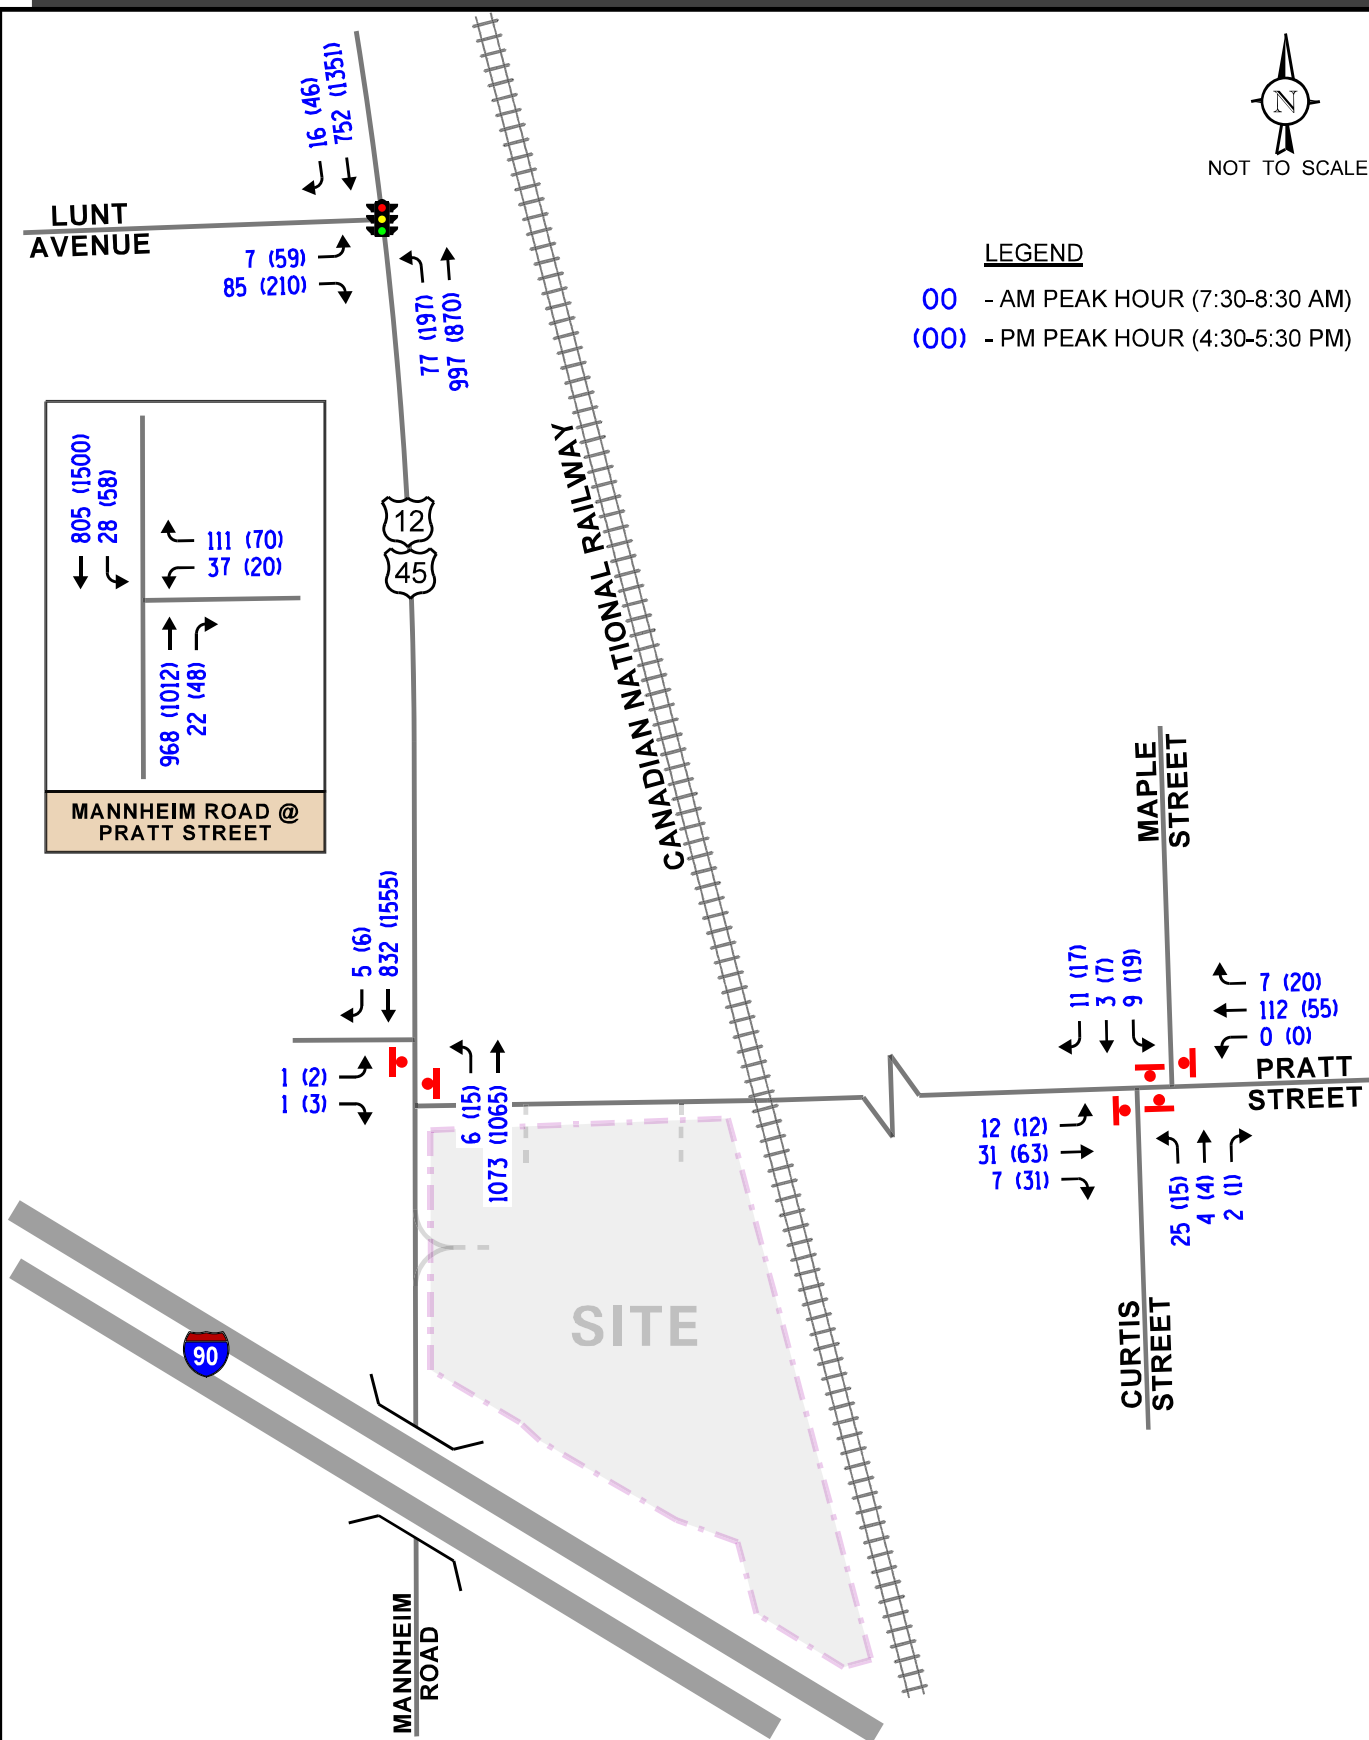 16 (46)
752 (1351)
N
NOT TO SCALE
LUNT
AVENUE
7 (59)
85 (210)
77 (197)
997 (870)
LEGEND
00 - AM PEAK HOUR (7:30-8:30 AM)
(00) - PM PEAK HOUR (4:30-5:30 PM)
805 (1500)
28 (58)
111 (70)
37 (20)
968 (1012)
22 (48)
MANNHEIM ROAD @
PRATT STREET
12
45
CANADIAN NATIONAL RAILWAY
MAPLE
STREET
5 (6)
832 (1555)
1 (2)
1 (3)
6 (15)
1073 (1065)
11 (17)
3 (7)
9 (19)
7 (20)
112 (55)
0 (0)
PRATT
STREET
12 (12)
31 (63)
7 (31)
25 (15)
4 (4)
2 (1)
CURTIS
STREET
SITE
90
MANNHEIM
ROAD